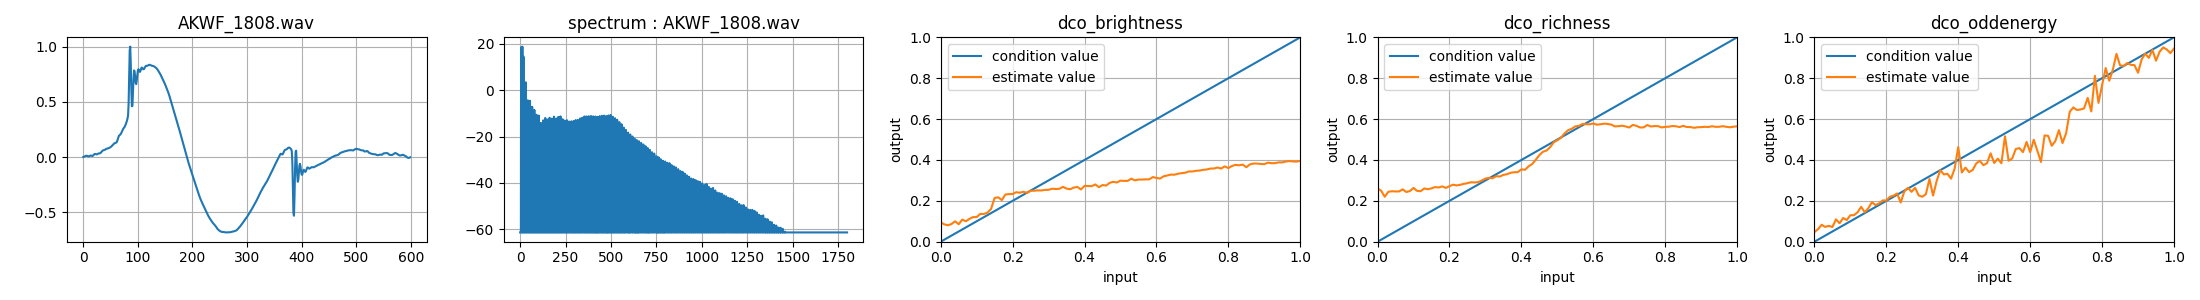 AKWF_1808.wav
1.0
0.5
0.0
−0.5
0 100 200 300 400 500 600
spectrum : AKWF_1808.wav
20
0
−20
−40
−60
0 250 500 750 1000 1250 1500 1750
dco_brightness
condition value
estimate value
output
1.0
0.8
0.6
0.4
0.2
0.0
0.0 0.2 0.4 0.6 0.8 1.0
input
dco_richness
condition value
estimate value
output
1.0
0.8
0.6
0.4
0.2
0.0
0.0 0.2 0.4 0.6 0.8 1.0
input
dco_oddenergy
condition value
estimate value
output
1.0
0.8
0.6
0.4
0.2
0.0
0.0 0.2 0.4 0.6 0.8 1.0
input